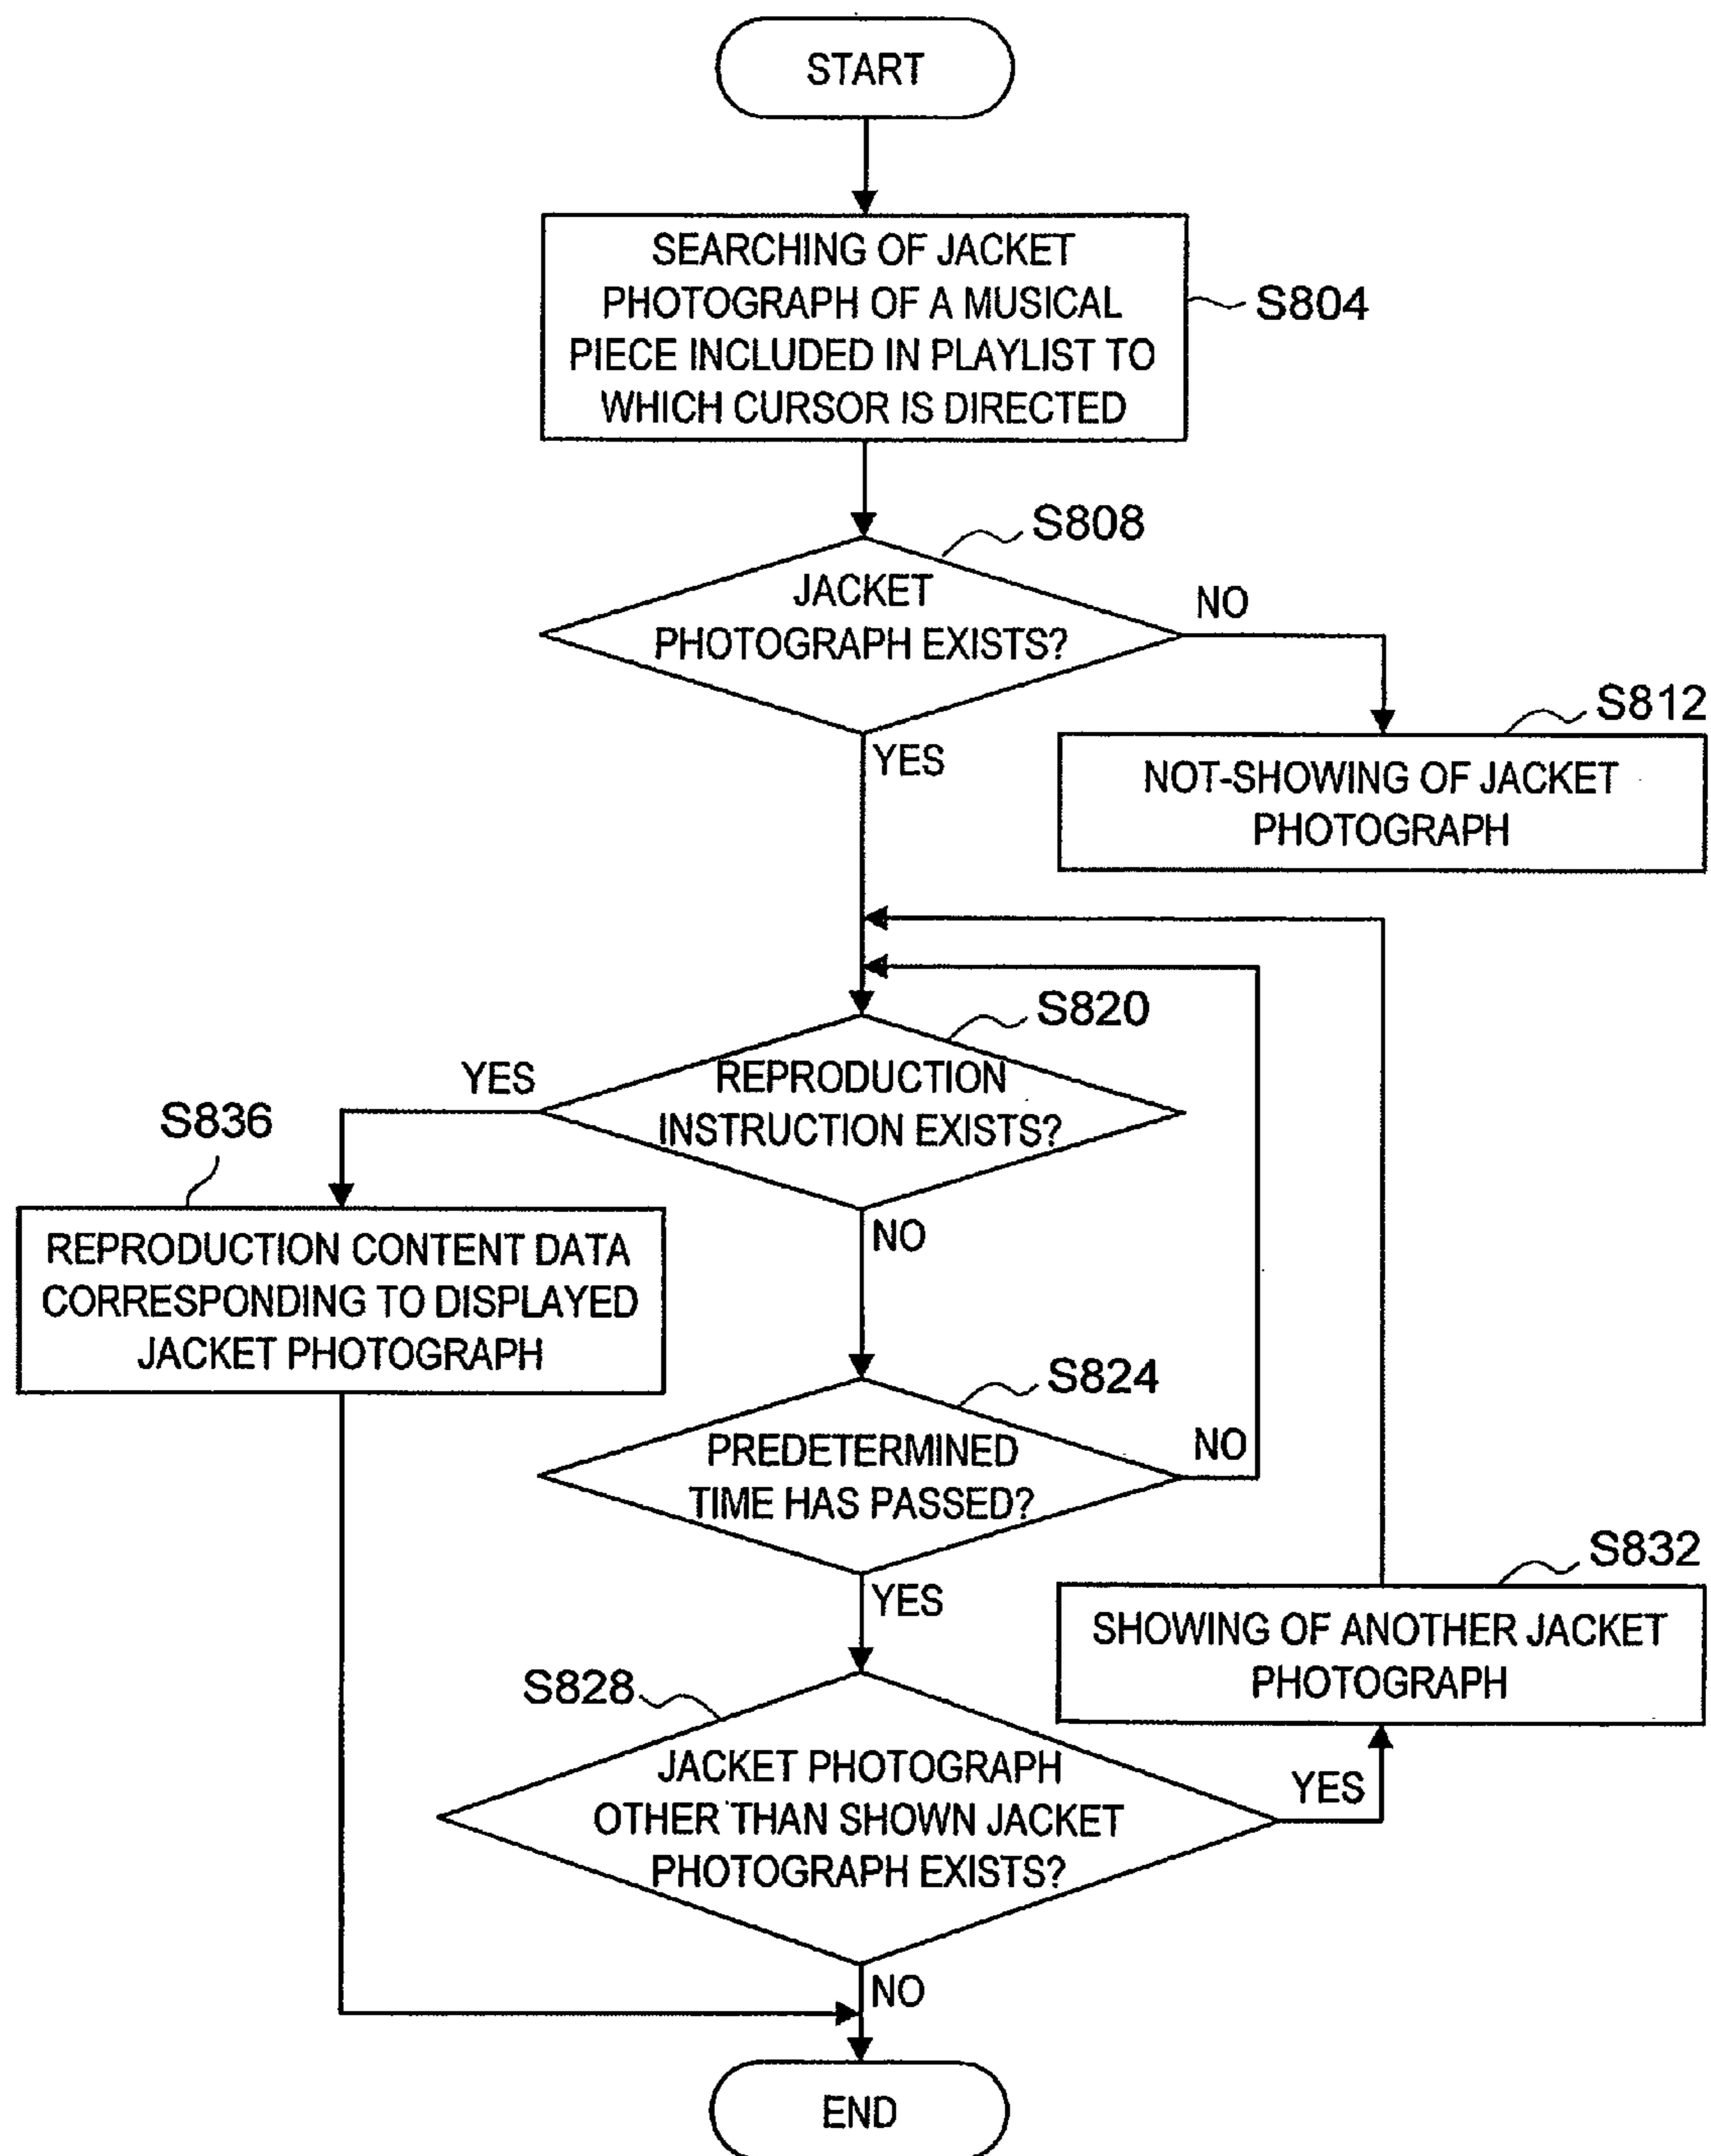 START
SEARCHING OF JACKET
PHOTOGRAPH OF A MUSICAL
PIECE INCLUDED IN PLAYLIST TO
WHICH CURSOR IS DIRECTED
S804
S808
JACKET
PHOTOGRAPH EXISTS?
NO
YES
S812
NOT-SHOWING OF JACKET
PHOTOGRAPH
S820
REPRODUCTION
INSTRUCTION EXISTS?
YES
NO
S836
REPRODUCTION CONTENT DATA
CORRESPONDING TO DISPLAYED
JACKET PHOTOGRAPH
S824
PREDETERMINED
TIME HAS PASSED?
NO
YES
S832
SHOWING OF ANOTHER JACKET
PHOTOGRAPH
S828
JACKET PHOTOGRAPH
OTHER THAN SHOWN JACKET
PHOTOGRAPH EXISTS?
YES
NO
END